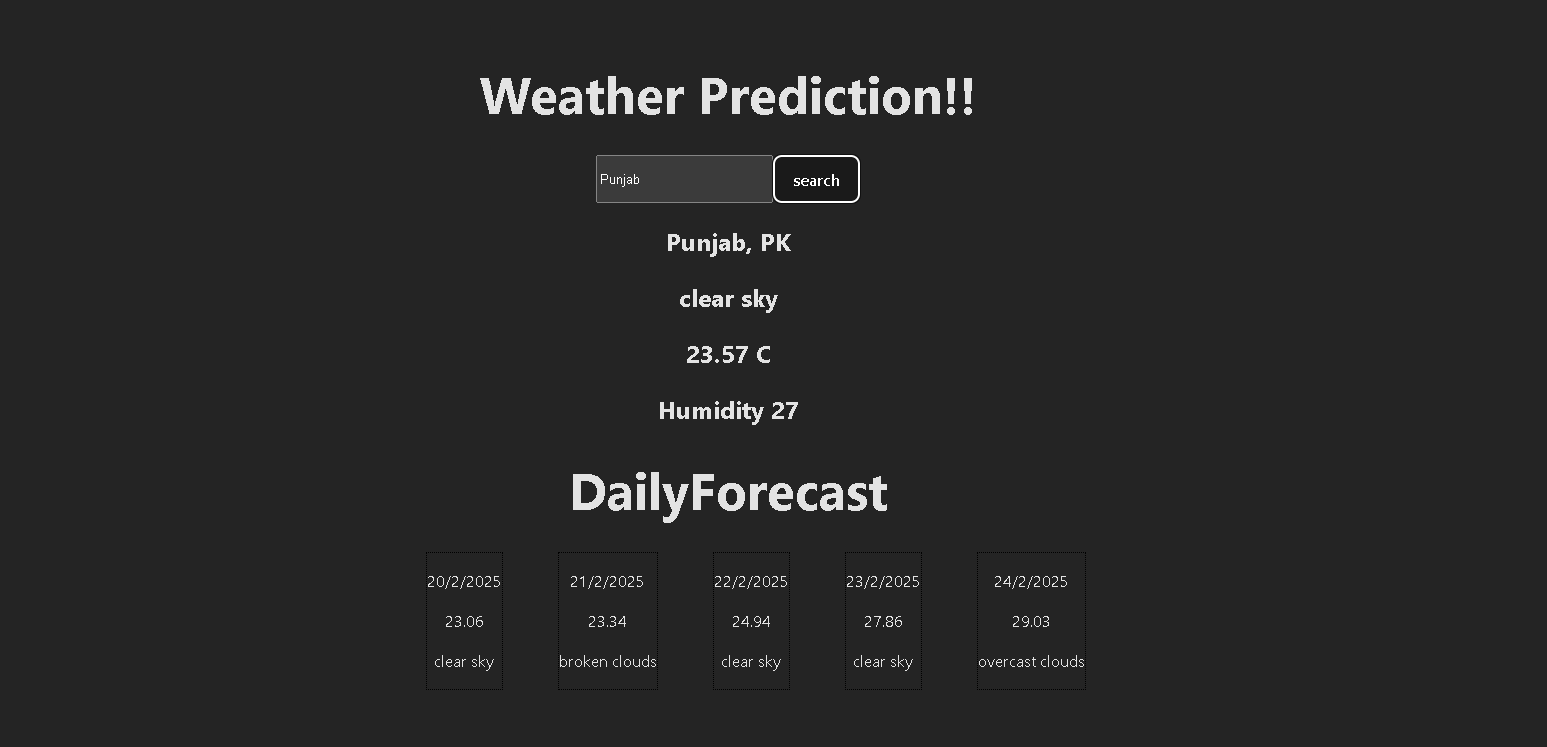 Weather Prediction!!
Punjab search
Punjab, PK
clear sky
23.57 C
Humidity 27
DailyForecast
20/2/2025 21/2/2025 22/2/2025 23/2/2025 24/2/2025
23.06 23.34 24.94 27.86 29.03
clear sky broken clouds clear sky clear sky overcast clouds